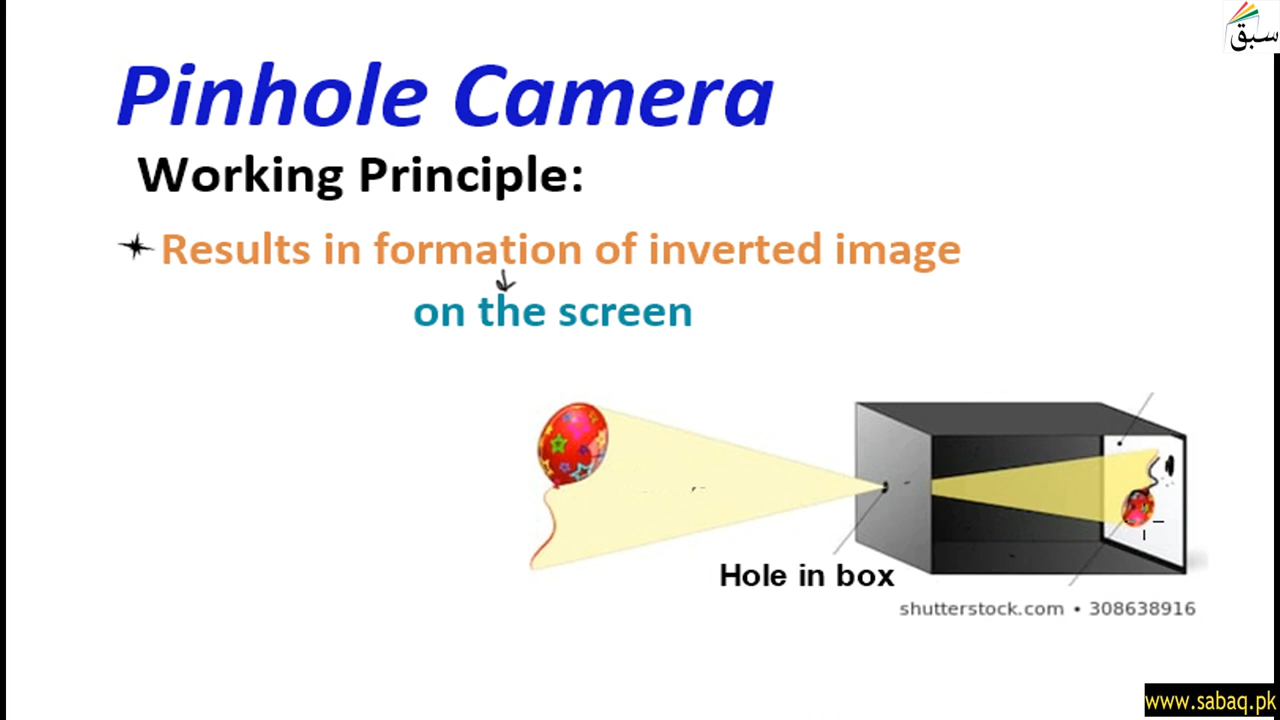 سبق
Pinhole Camera
Working Principle:
Results in formation of inverted image
on the screen
Hole in box
shutterstock.com • 308638916
www.sabaq.pk